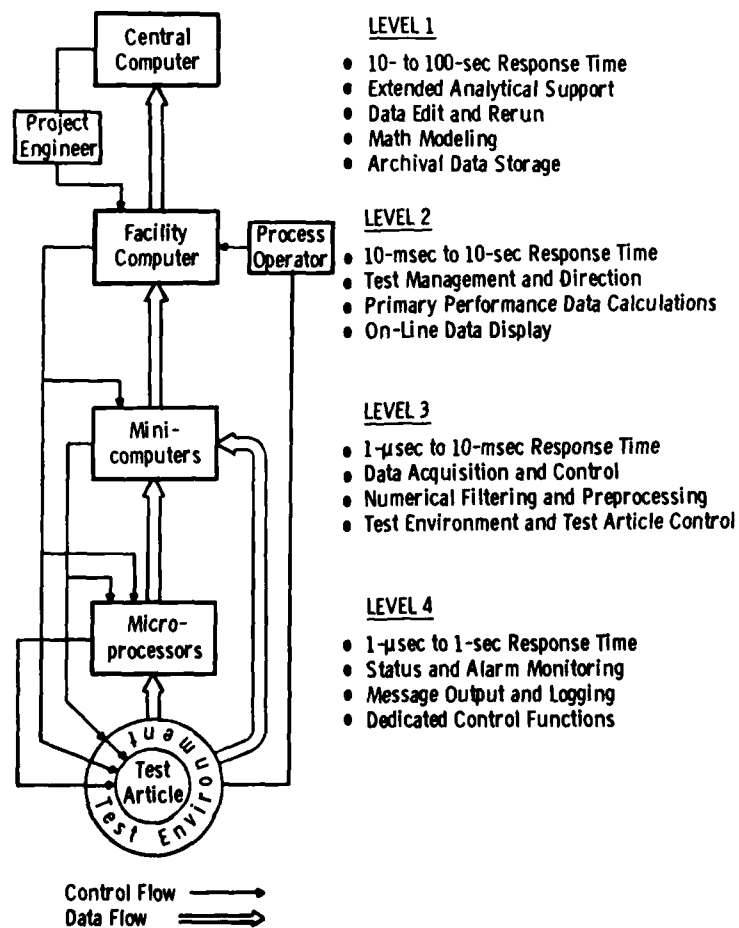 Central
Computer
Project
Engineer
Facility
Computer
Process
Operator
Mini-
computers
Micro-
processors
Test
Article
Test Environment
Control Flow
Data Flow
LEVEL 1
• 10- to 100-sec Response Time
• Extended Analytical Support
• Data Edit and Rerun
• Math Modeling
• Archival Data Storage
LEVEL 2
• 10-msec to 10-sec Response Time
• Test Management and Direction
• Primary Performance Data Calculations
• On-Line Data Display
LEVEL 3
• 1-μsec to 10-msec Response Time
• Data Acquisition and Control
• Numerical Filtering and Preprocessing
• Test Environment and Test Article Control
LEVEL 4
• 1-μsec to 1-sec Response Time
• Status and Alarm Monitoring
• Message Output and Logging
• Dedicated Control Functions